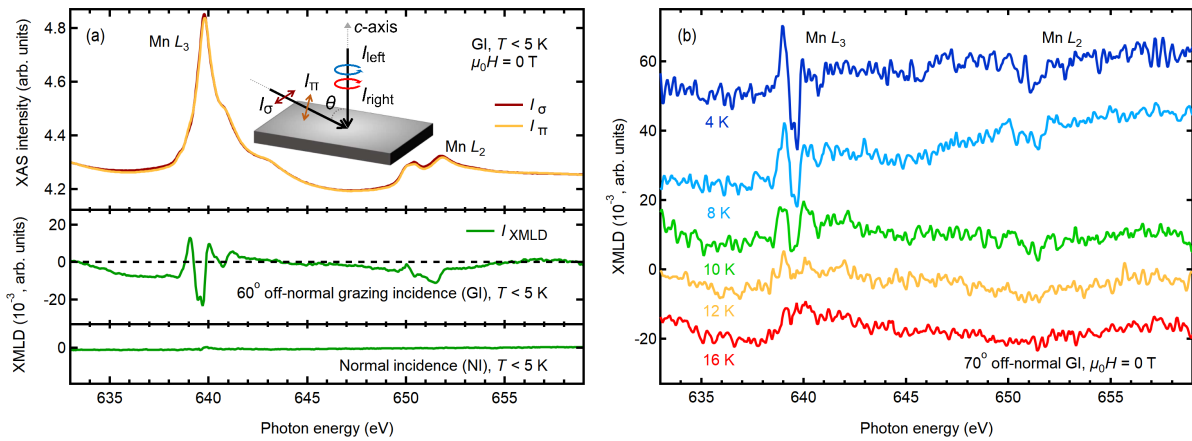 (a)
Mn L3
c-axis
Ileft
Iright
Iπ
Iσ
θ
GI, T < 5 K
μ0H = 0 T
I σ
I π
Mn L2
4.8
4.6
4.4
4.2
XAS intensity (arb. units)
I XMLD
60° off-normal grazing incidence (GI), T < 5 K
20
0
-20
Normal incidence (NI), T < 5 K
0
XMLD (10-3, arb. units)
635
640
645
650
655
Photon energy (eV)
(b)
Mn L3
Mn L2
4 K
8 K
10 K
12 K
16 K
70° off-normal GI, μ0H = 0 T
60
40
20
0
-20
XMLD (10-3, arb. units)
635
640
645
650
655
Photon energy (eV)